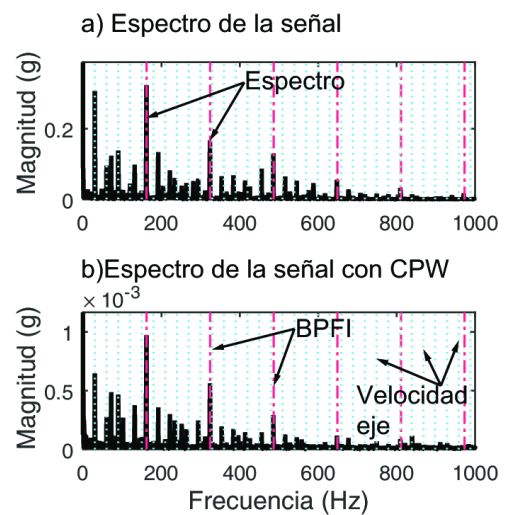 a) Espectro de la señal
Magnitud (g)
0.2
0
Espectro
0 200 400 600 800 1000
b)Espectro de la señal con CPW
× 10-3
Magnitud (g)
1
0.5
0
BPFI
Velocidad
eje
0 200 400 600 800 1000
Frecuencia (Hz)